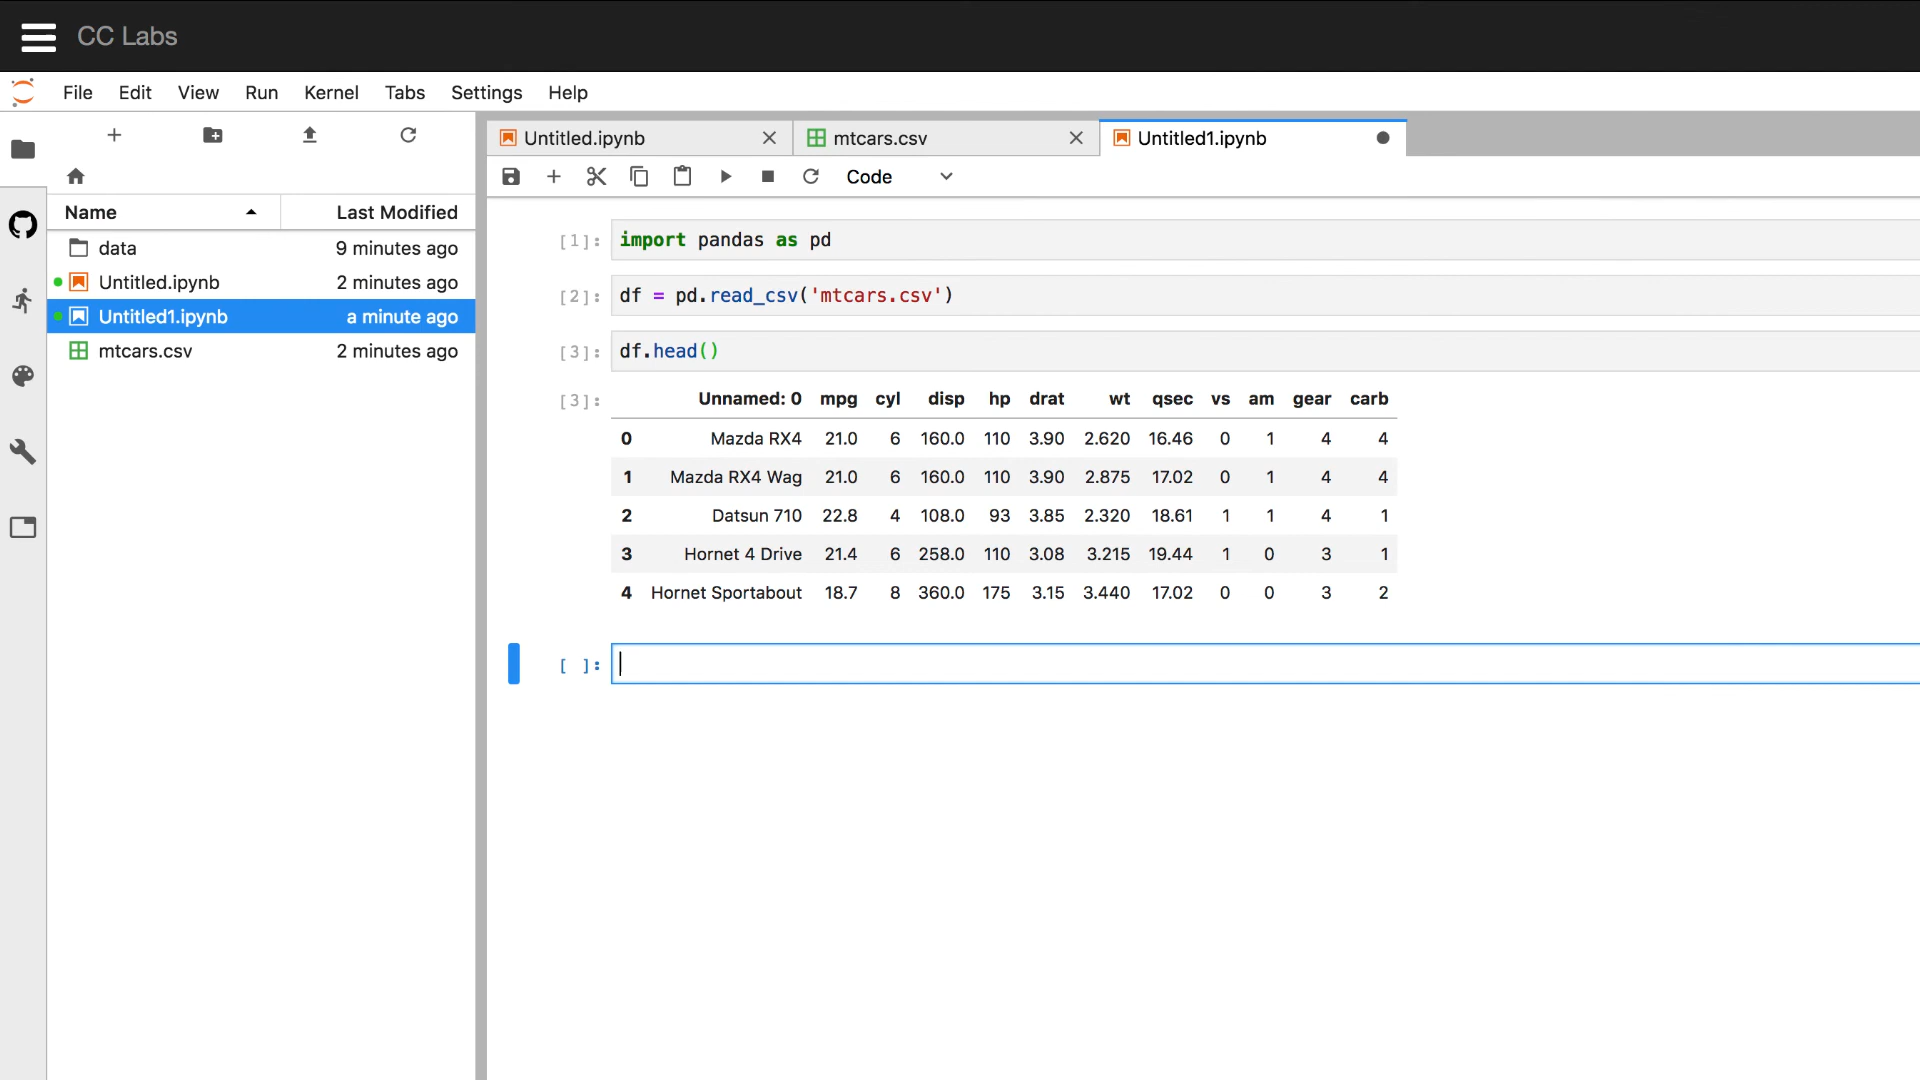 CC Labs
File Edit View Run Kernel Tabs Settings Help
Untitled.ipynb mtcars.csv Untitled1.ipynb
Code
Name Last Modified
data 9 minutes ago
Untitled.ipynb 2 minutes ago
Untitled1.ipynb a minute ago
mtcars.csv 2 minutes ago
[1]: import pandas as pd
[2]: df = pd.read_csv('mtcars.csv')
[3]: df.head()
[3]: Unnamed: 0 mpg cyl disp hp drat wt qsec vs am gear carb
0 Mazda RX4 21.0 6 160.0 110 3.90 2.620 16.46 0 1 4 4
1 Mazda RX4 Wag 21.0 6 160.0 110 3.90 2.875 17.02 0 1 4 4
2 Datsun 710 22.8 4 108.0 93 3.85 2.320 18.61 1 1 4 1
3 Hornet 4 Drive 21.4 6 258.0 110 3.08 3.215 19.44 1 0 3 1
4 Hornet Sportabout 18.7 8 360.0 175 3.15 3.440 17.02 0 0 3 2
[ ]: